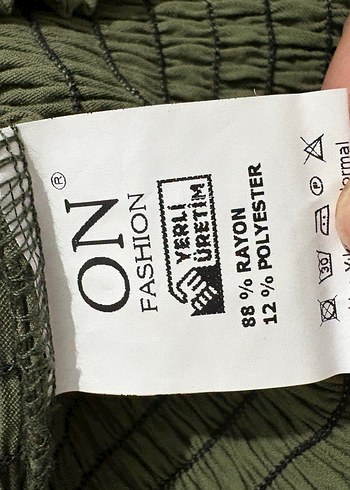 ON®
FASHION
YERLİ
ÜRETİM
88 % RAYON
12 % POLYESTER
30
P